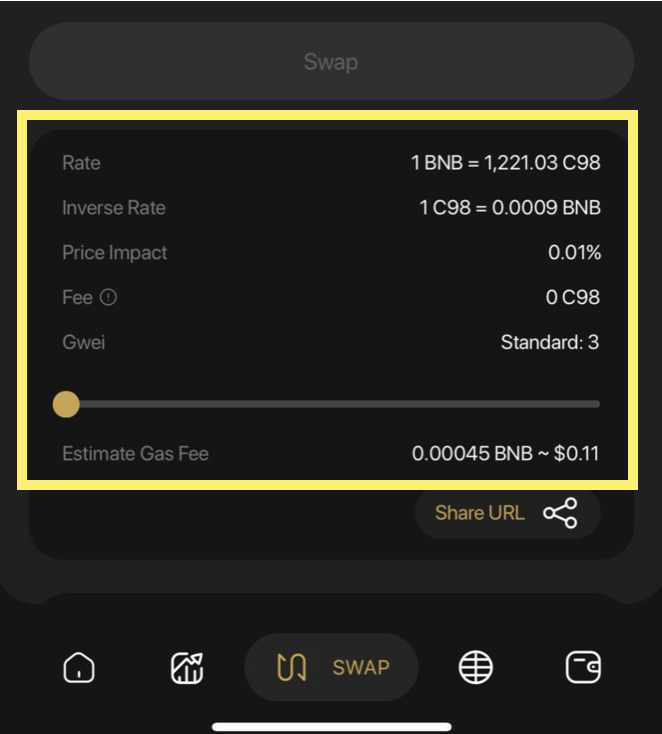 Swap
Rate 1 BNB = 1,221.03 C98
Inverse Rate 1 C98 = 0.0009 BNB
Price Impact 0.01%
Fee 0 C98
Gwei Standard: 3
Estimate Gas Fee 0.00045 BNB ~ $0.11
Share URL
SWAP